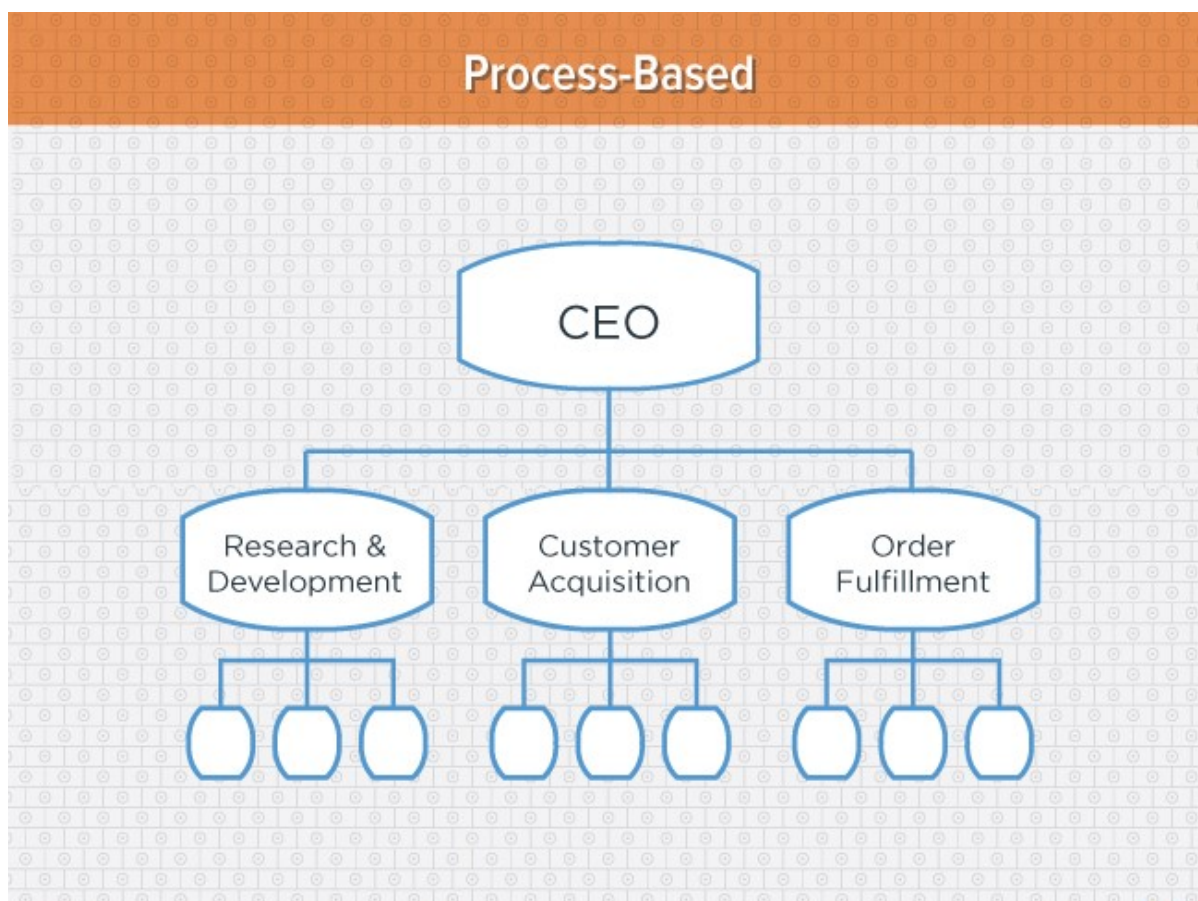 Process-Based
CEO
Research &
Development
Customer
Acquisition
Order
Fulfillment